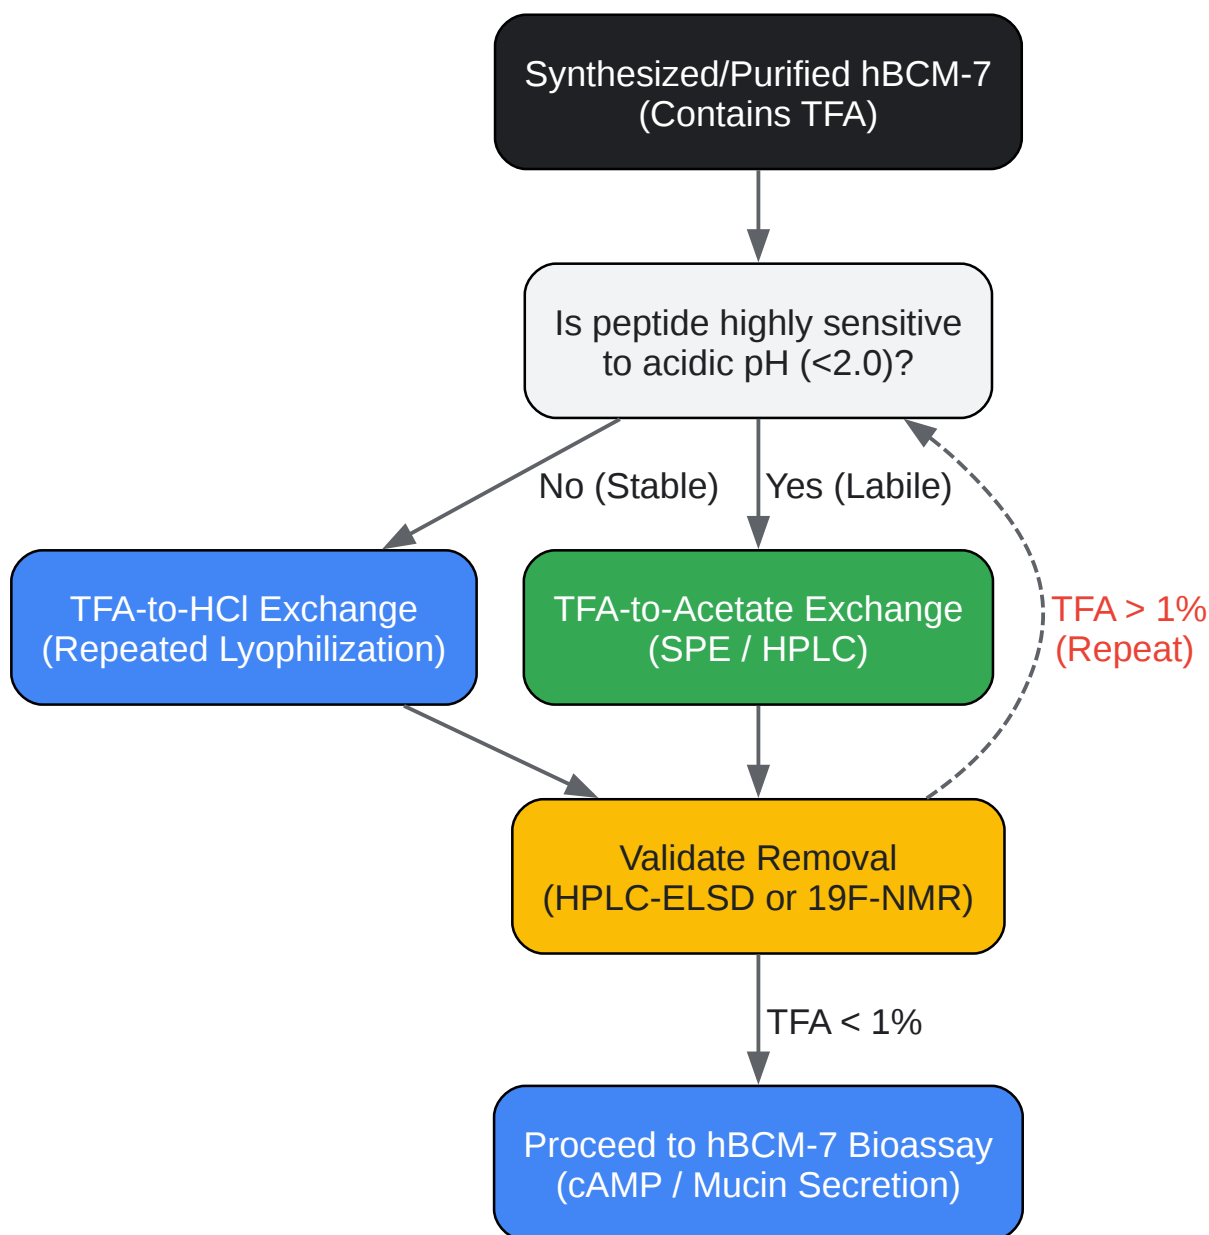 Synthesized/Purified hBCM-7
(Contains TFA)
Is peptide highly sensitive
to acidic pH (<2.0)?
No (Stable)
Yes (Labile)
TFA-to-HCl Exchange
(Repeated Lyophilization)
TFA-to-Acetate Exchange
(SPE / HPLC)
TFA > 1%
(Repeat)
Validate Removal
(HPLC-ELSD or 19F-NMR)
TFA < 1%
Proceed to hBCM-7 Bioassay
(cAMP / Mucin Secretion)